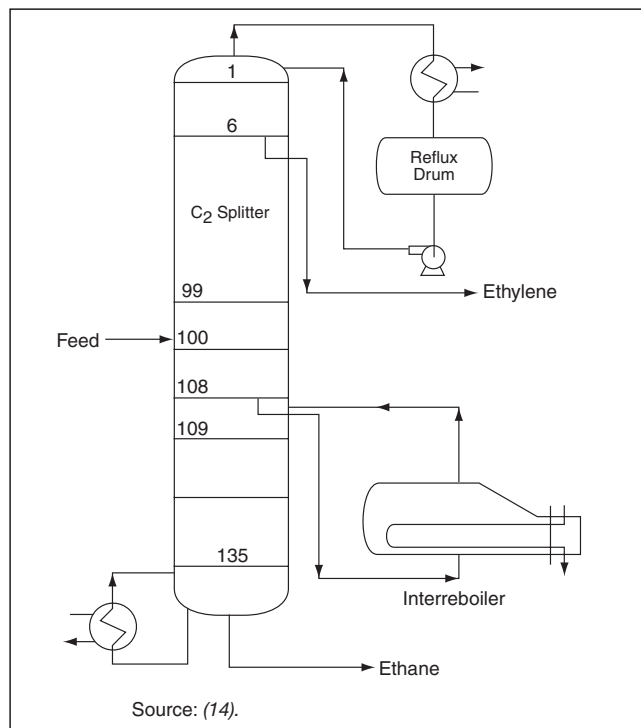 1
6
Reflux
Drum
C2 Splitter
Ethylene
99
Feed
100
108
109
135
Interreboiler
Ethane
Source: (14).